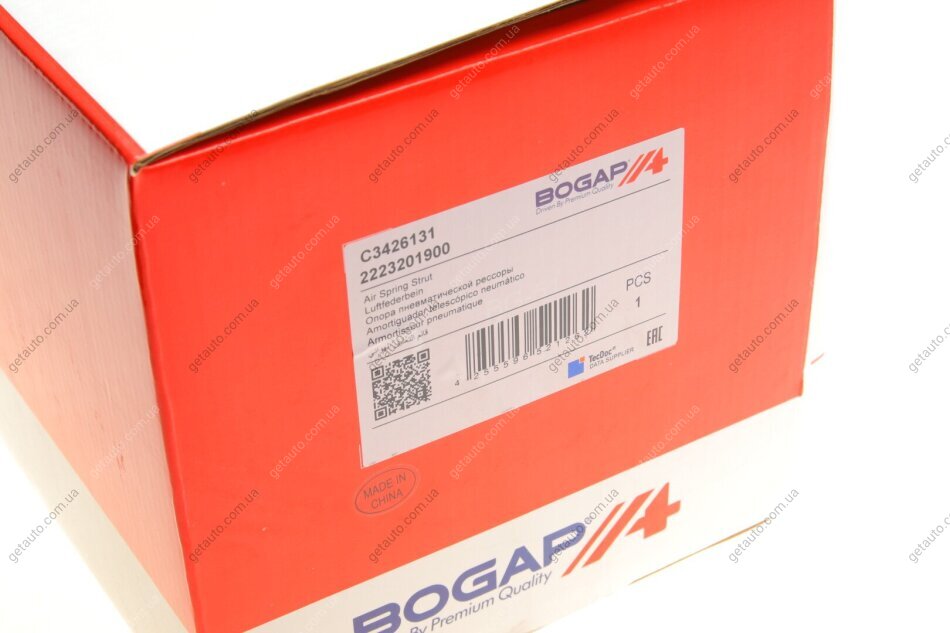 BOGAP
Driven By Premium Quality
C3426131
2223201900
Air Spring Strut
Luftfederbein
Опора пневматической рессоры
Amortiguador telescópico neumático
Amortisseur pneumatique
PCS
1
TecDoc
DATA SUPPLIER
EAC
MADE IN
CHINA
BOGAP
By Premium Quality
getauto.com.ua